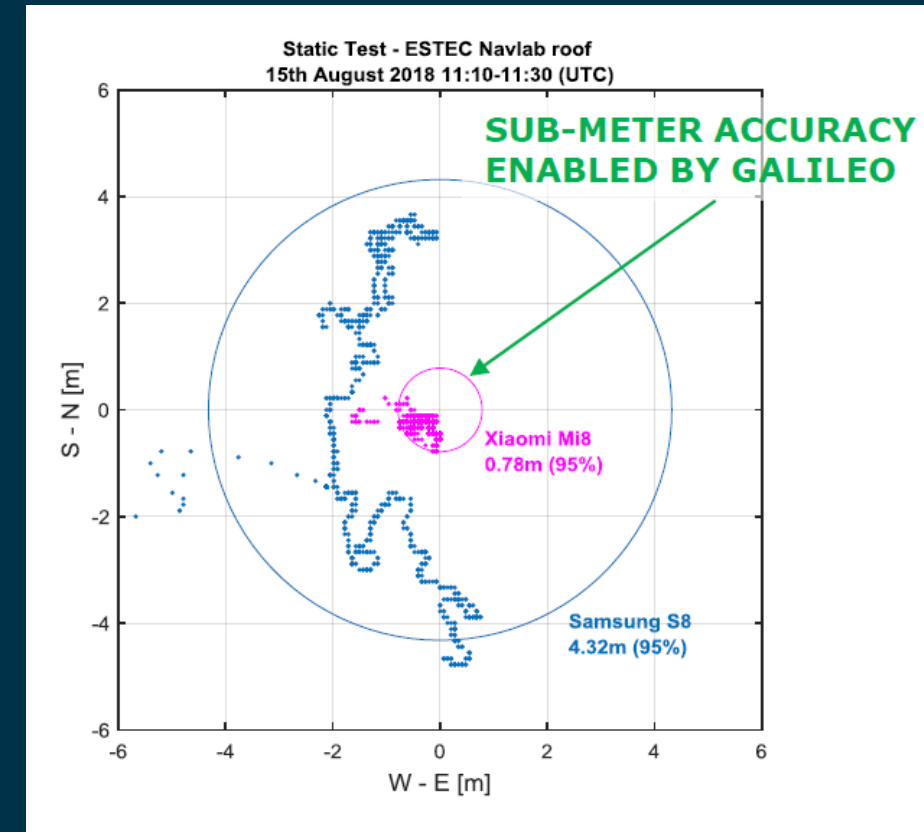 Static Test - ESTEC Navlab roof
15th August 2018 11:10-11:30 (UTC)
SUB-METER ACCURACY
ENABLED BY GALILEO
6
4
2
0
-2
-4
-6
S - N [m]
Xiaomi Mi8
0.78m (95%)
Samsung S8
4.32m (95%)
-6 -4 -2 0 2 4 6
W - E [m]